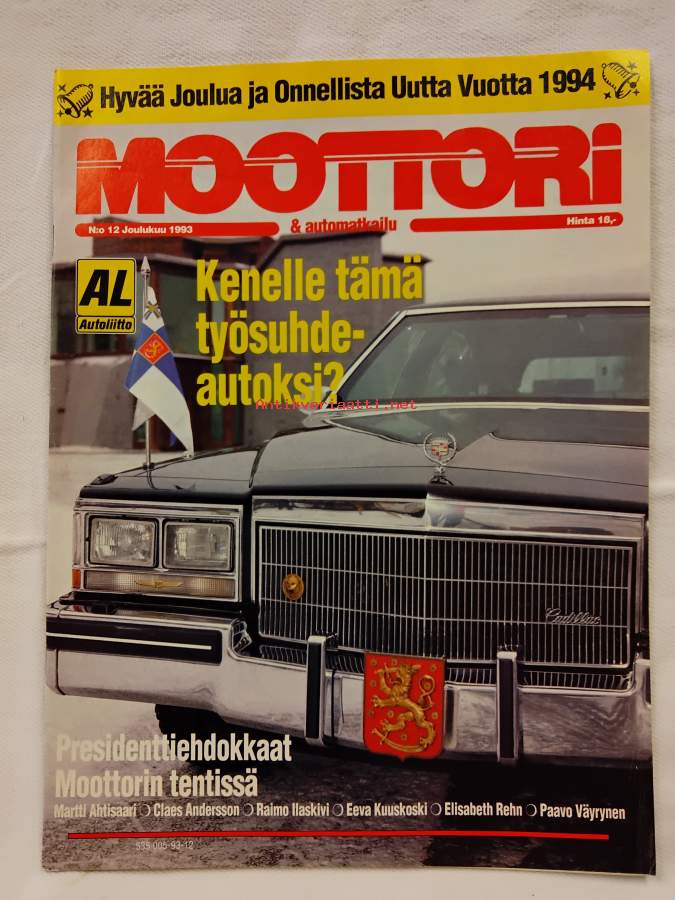 Hyvää Joulua ja Onnellista Uutta Vuotta 1994
MOOTTORI
N:o 12 Joulukuu 1993
& automatkailu
Hinta 18,-
AL
Autoliitto
Kenelle tämä
työsuhde-
autoksi?
Antikvariaatti.net
Cadillac
Presidenttiehdokkaat
Moottorin tentissä
Martti Ahtisaari ❍ Claes Andersson ❍ Raimo Ilaskivi ❍ Eeva Kuuskoski ❍ Elisabeth Rehn ❍ Paavo Väyrynen
535-005-93-12